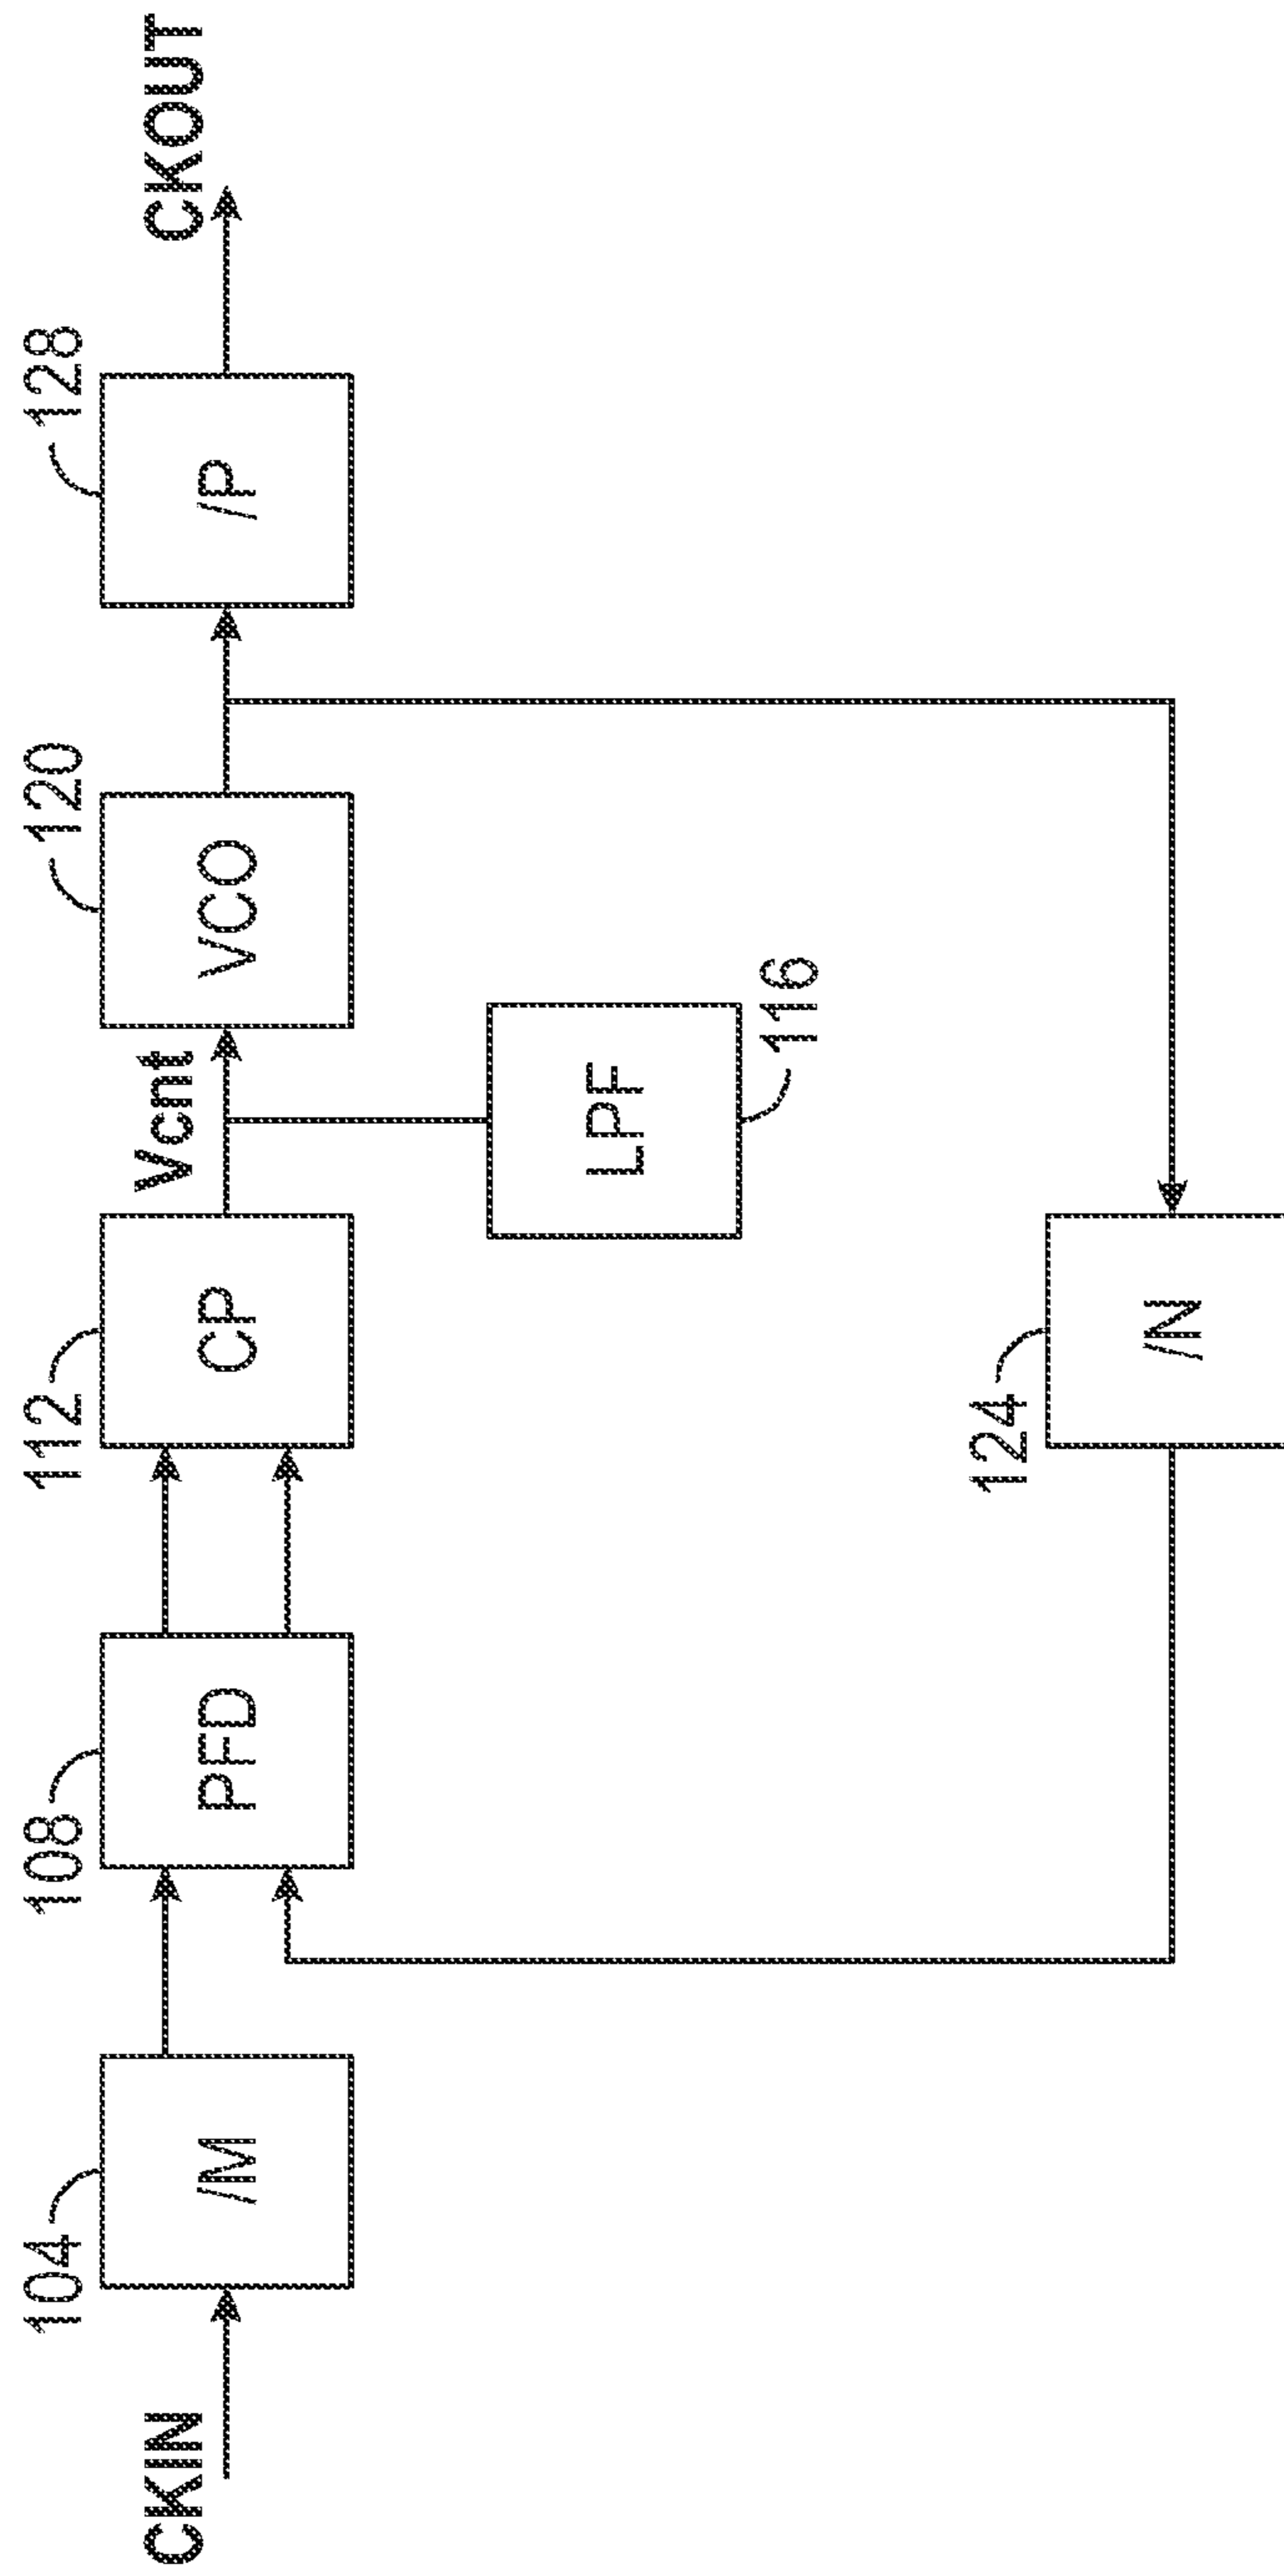 104
108
112
120
128
CKIN
/M
PFD
CP
Vcnt
VCO
/P
CKOUT
LPF
116
124
/N